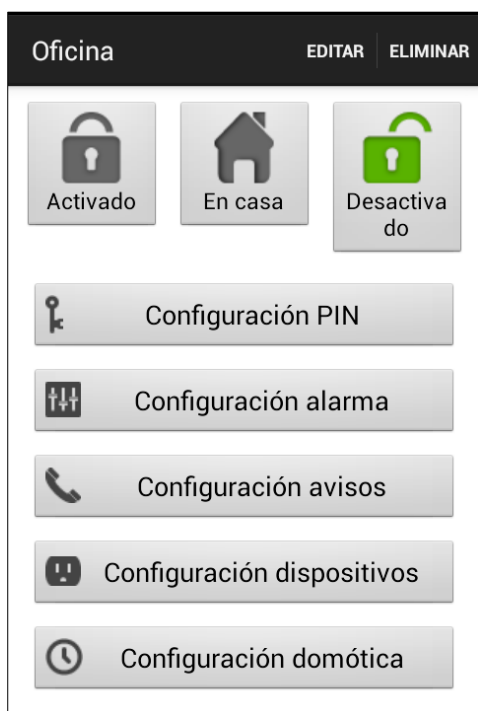 Oficina EDITAR ELIMINAR
Activado En casa Desactiva
do
Configuración PIN
Configuración alarma
Configuración avisos
Configuración dispositivos
Configuración domótica